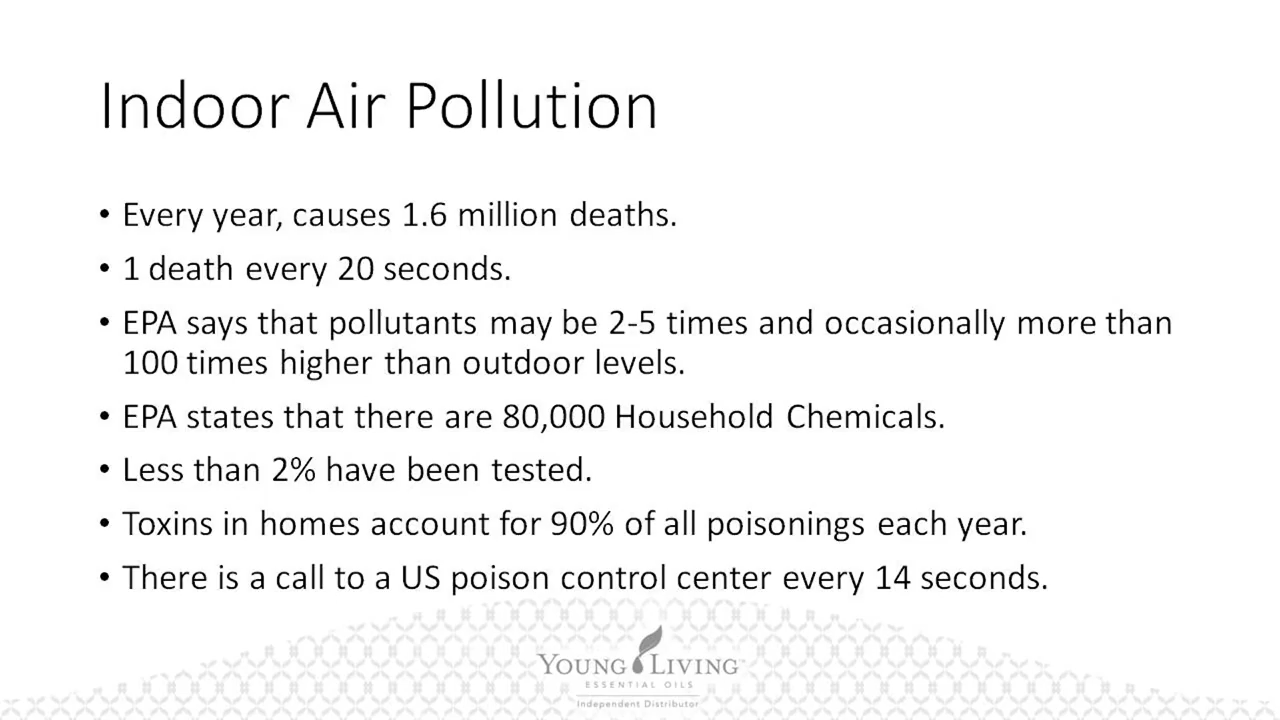 Indoor Air Pollution
• Every year, causes 1.6 million deaths.
• 1 death every 20 seconds.
• EPA says that pollutants may be 2-5 times and occasionally more than
100 times higher than outdoor levels.
• EPA states that there are 80,000 Household Chemicals.
• Less than 2% have been tested.
• Toxins in homes account for 90% of all poisonings each year.
• There is a call to a US poison control center every 14 seconds.
YOUNG LIVING
ESSENTIAL OILS
Independent Distributor